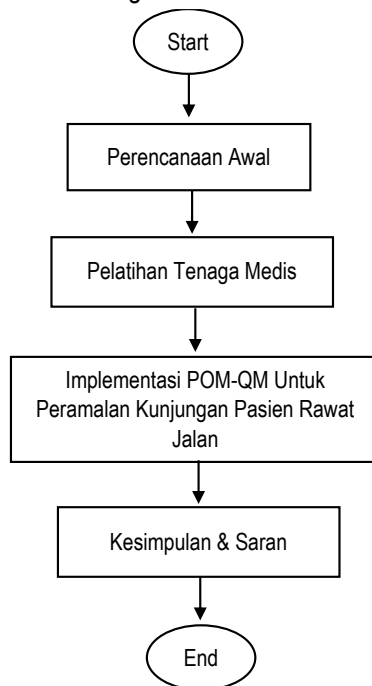 Start
Perencanaan Awal
Pelatihan Tenaga Medis
Implementasi POM-QM Untuk
Peramalan Kunjungan Pasien Rawat
Jalan
Kesimpulan & Saran
End